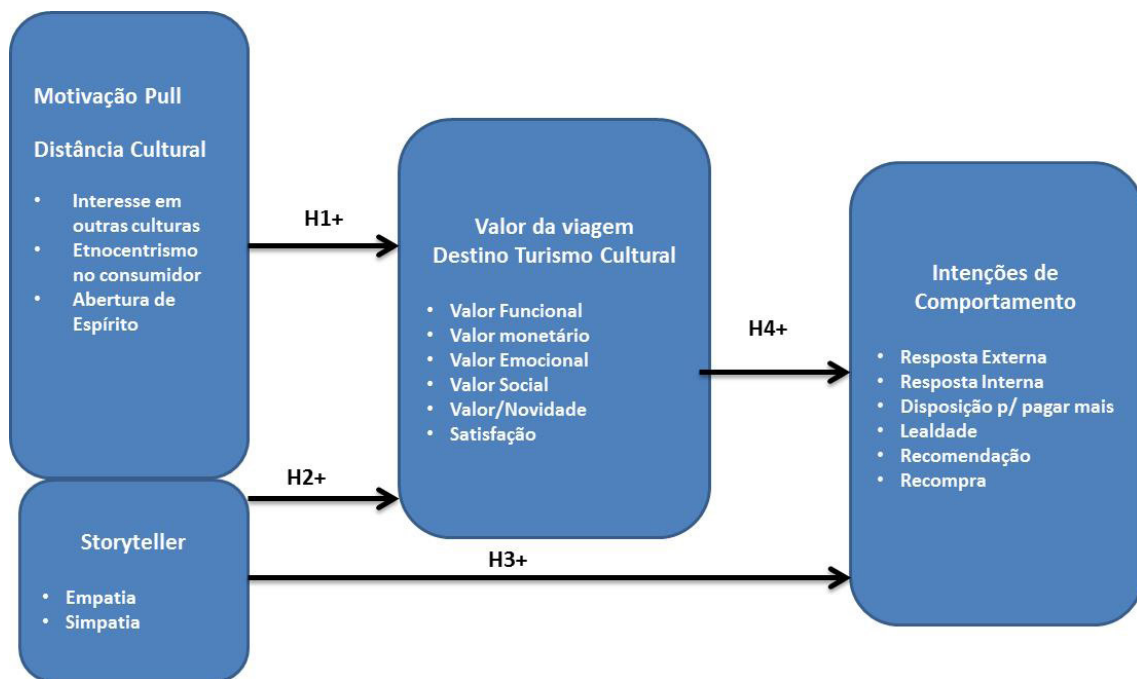 Motivação Pull
Distância Cultural
• Interesse em
outras culturas
• Etnocentrismo
no consumidor
• Abertura de
Espírito
H1+
H2+
Storyteller
• Empatia
• Simpatia
H3+
Valor da viagem
Destino Turismo Cultural
• Valor Funcional
• Valor monetário
• Valor Emocional
• Valor Social
• Valor/Novidade
• Satisfação
H4+
Intenções de
Comportamento
• Resposta Externa
• Resposta Interna
• Disposição p/ pagar mais
• Lealdade
• Recomendação
• Recompra